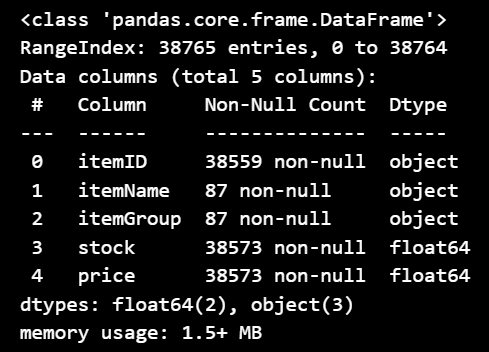 <class 'pandas.core.frame.DataFrame'>
RangeIndex: 38765 entries, 0 to 38764
Data columns (total 5 columns):
 #   Column     Non-Null Count  Dtype
---  ------     --------------  -----
 0   itemID     38559 non-null  object
 1   itemName   87 non-null     object
 2   itemGroup  87 non-null     object
 3   stock      38573 non-null  float64
 4   price      38573 non-null  float64
dtypes: float64(2), object(3)
memory usage: 1.5+ MB